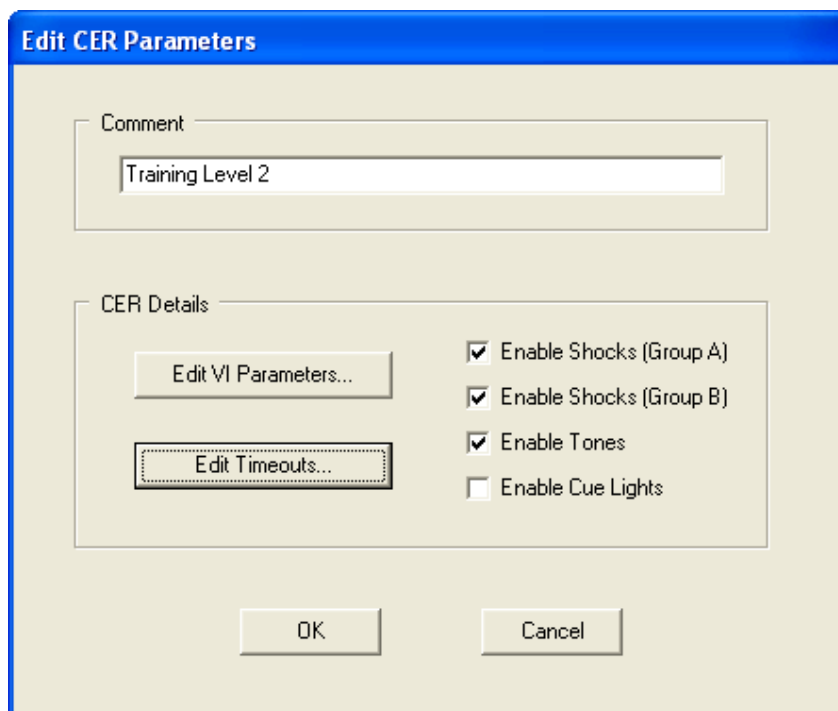 Edit CER Parameters
Comment
Training Level 2
CER Details
Edit VI Parameters...
Edit Timeouts...
Enable Shocks (Group A)
Enable Shocks (Group B)
Enable Tones
Enable Cue Lights
OK
Cancel